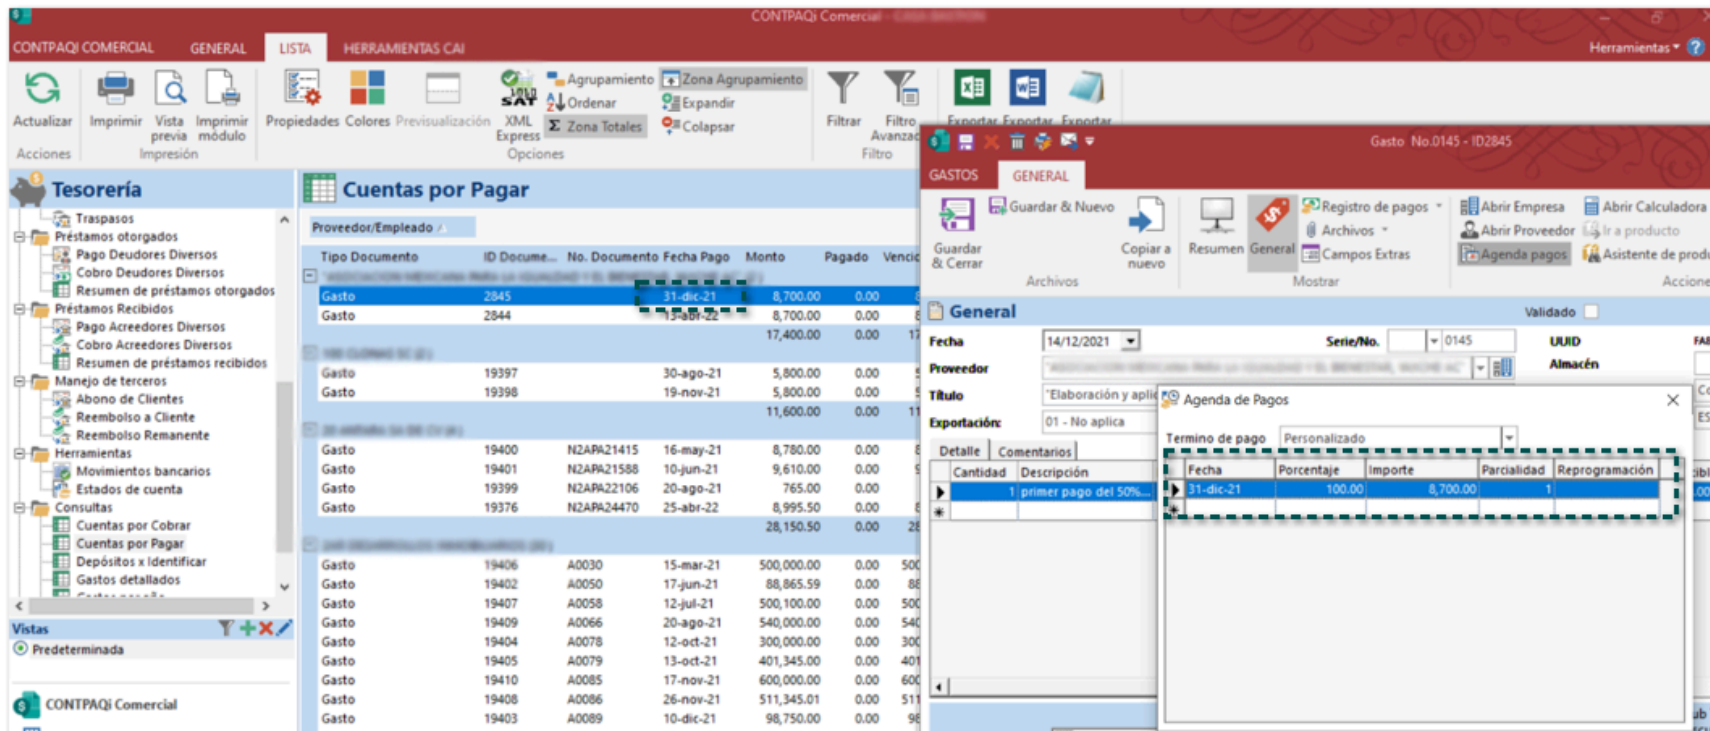 CONTPAQi Comercial -
CONTPAQI COMERCIAL GENERAL LISTA HERRAMIENTAS CAI Herramientas
Actualizar Imprimir Vista previa Imprimir módulo Propiedades Colores Previsualización XML Express Agrupamiento Ordenar Σ Zona Totales Zona Agrupamiento Expandir Colapsar Filtrar Filtro Exportar Exportar Exportar
SAT
Acciones Impresión Opciones Filtro
Tesorería
Traspasos
Préstamos otorgados
Pago Deudores Diversos
Cobro Deudores Diversos
Resumen de préstamos otorgados
Préstamos Recibidos
Pago Acreedores Diversos
Cobro Acreedores Diversos
Resumen de préstamos recibidos
Manejo de terceros
Abono de Clientes
Reembolso a Cliente
Reembolso Remanente
Herramientas
Movimientos bancarios
Estados de cuenta
Consultas
Cuentas por Cobrar
Cuentas por Pagar
Depósitos x Identificar
Gastos detallados
Vistas
Predeterminada
CONTPAQi Comercial
Cuentas por Pagar
Proveedor/Empleado
Tipo Documento ID Docume... No. Documento Fecha Pago Monto Pagado
Gasto 2845 31-dic-21 8,700.00 0.00
Gasto 2844 13-abr-22 8,700.00 0.00
17,400.00 0.00
Gasto 19397 30-ago-21 5,800.00 0.00
Gasto 19398 19-nov-21 5,800.00 0.00
11,600.00 0.00
Gasto 19400 N2APA21415 16-may-21 8,780.00 0.00
Gasto 19401 N2APA21588 10-jun-21 9,610.00 0.00
Gasto 19399 N2APA22106 20-ago-21 765.00 0.00
Gasto 19376 N2APA24470 25-abr-22 8,995.50 0.00
28,150.50 0.00
Gasto 19406 A0030 15-mar-21 500,000.00 0.00
Gasto 19402 A0050 17-jun-21 88,865.59 0.00
Gasto 19407 A0058 12-jul-21 500,100.00 0.00
Gasto 19409 A0066 20-ago-21 540,000.00 0.00
Gasto 19404 A0078 12-oct-21 300,000.00 0.00
Gasto 19405 A0079 13-oct-21 401,345.00 0.00
Gasto 19410 A0085 17-nov-21 600,000.00 0.00
Gasto 19408 A0086 26-nov-21 511,345.01 0.00
Gasto 19403 A0089 10-dic-21 98,750.00 0.00
Gasto No.0145 - ID2845
GASTOS GENERAL
Guardar & Cerrar Guardar & Nuevo Copiar a nuevo Resumen General Registro de pagos Archivos Campos Extras Abrir Empresa Abrir Proveedor Agenda pagos Abrir Calculadora Ir a producto Asistente de produ
Archivos Mostrar Accione
General Validado
Fecha 14/12/2021 Serie/No. 0145 UUID
Proveedor Almacén
Título "Elaboración y aplic
Exportación: 01 - No aplica
Detalle Comentarios
Cantidad Descripción
1 primer pago del 50%...
Agenda de Pagos
Termino de pago Personalizado
Fecha Porcentaje Importe Parcialidad Reprogramación
31-dic-21 100.00 8,700.00 1